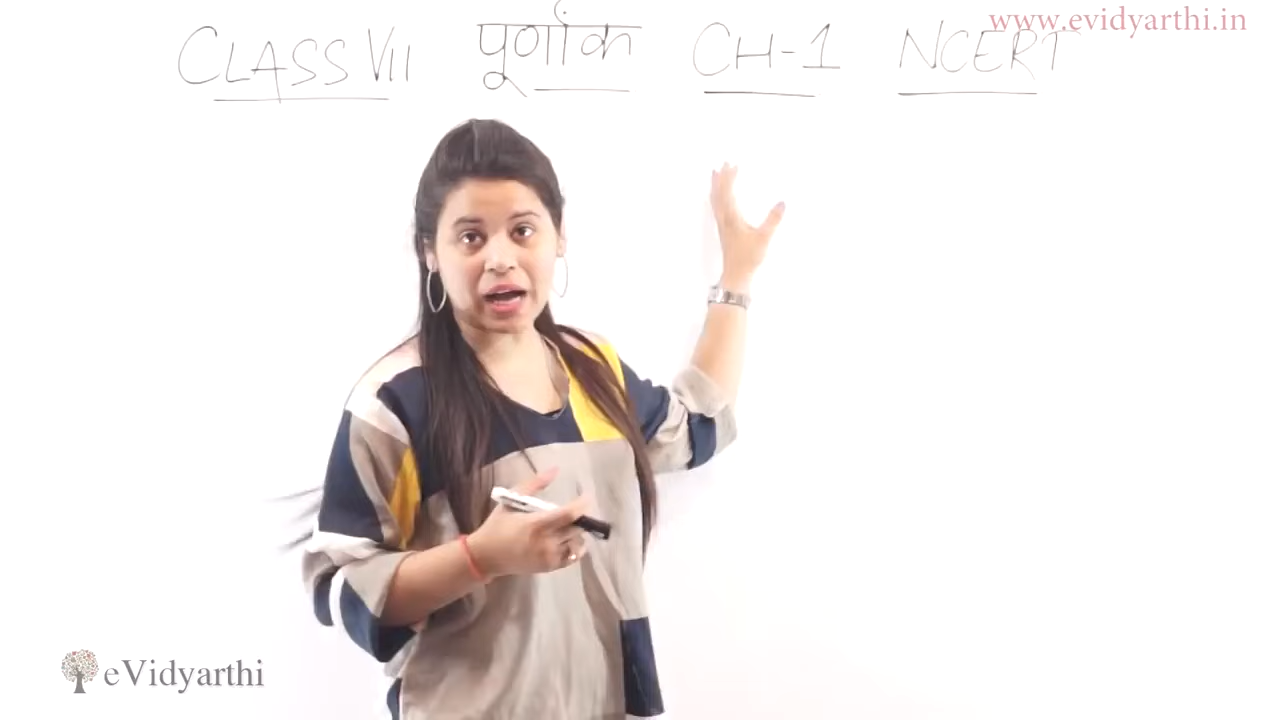 www.evidyarthi.in
CLASS VII पूर्णांक CH-1 NCERT
eVidyarthi